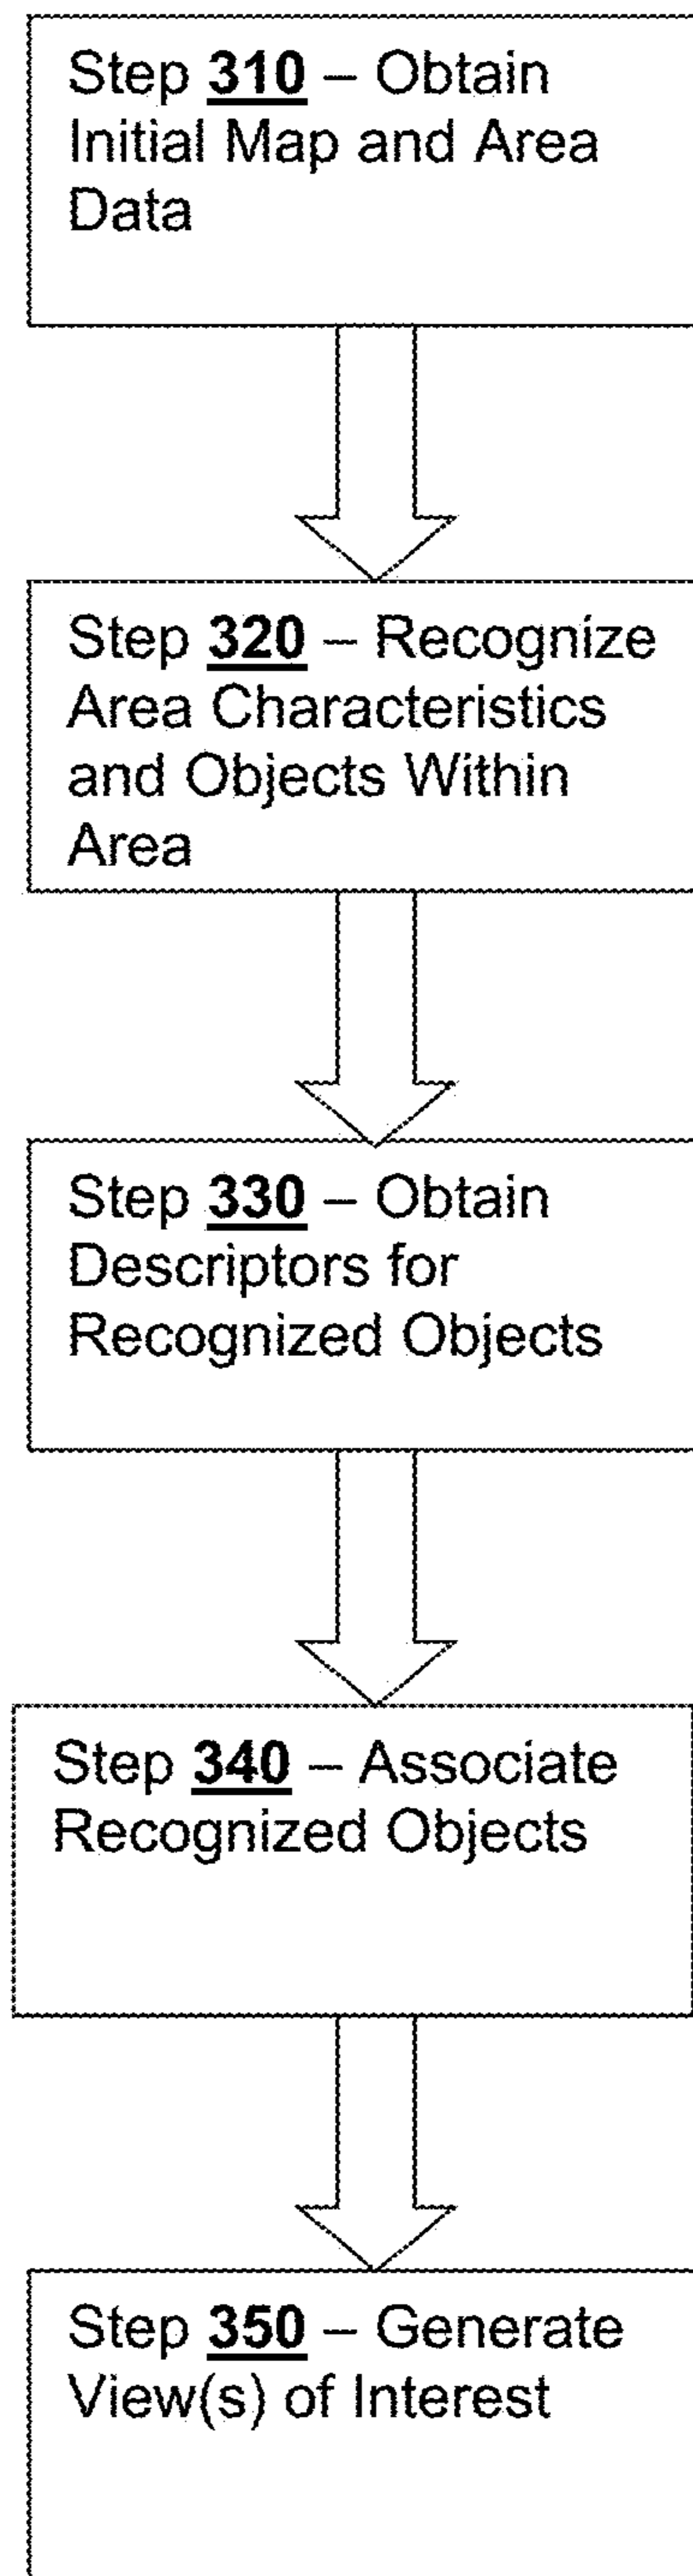 Step 310 – Obtain
Initial Map and Area
Data
Step 320 – Recognize
Area Characteristics
and Objects Within
Area
Step 330 – Obtain
Descriptors for
Recognized Objects
Step 340 – Associate
Recognized Objects
Step 350 – Generate
View(s) of Interest